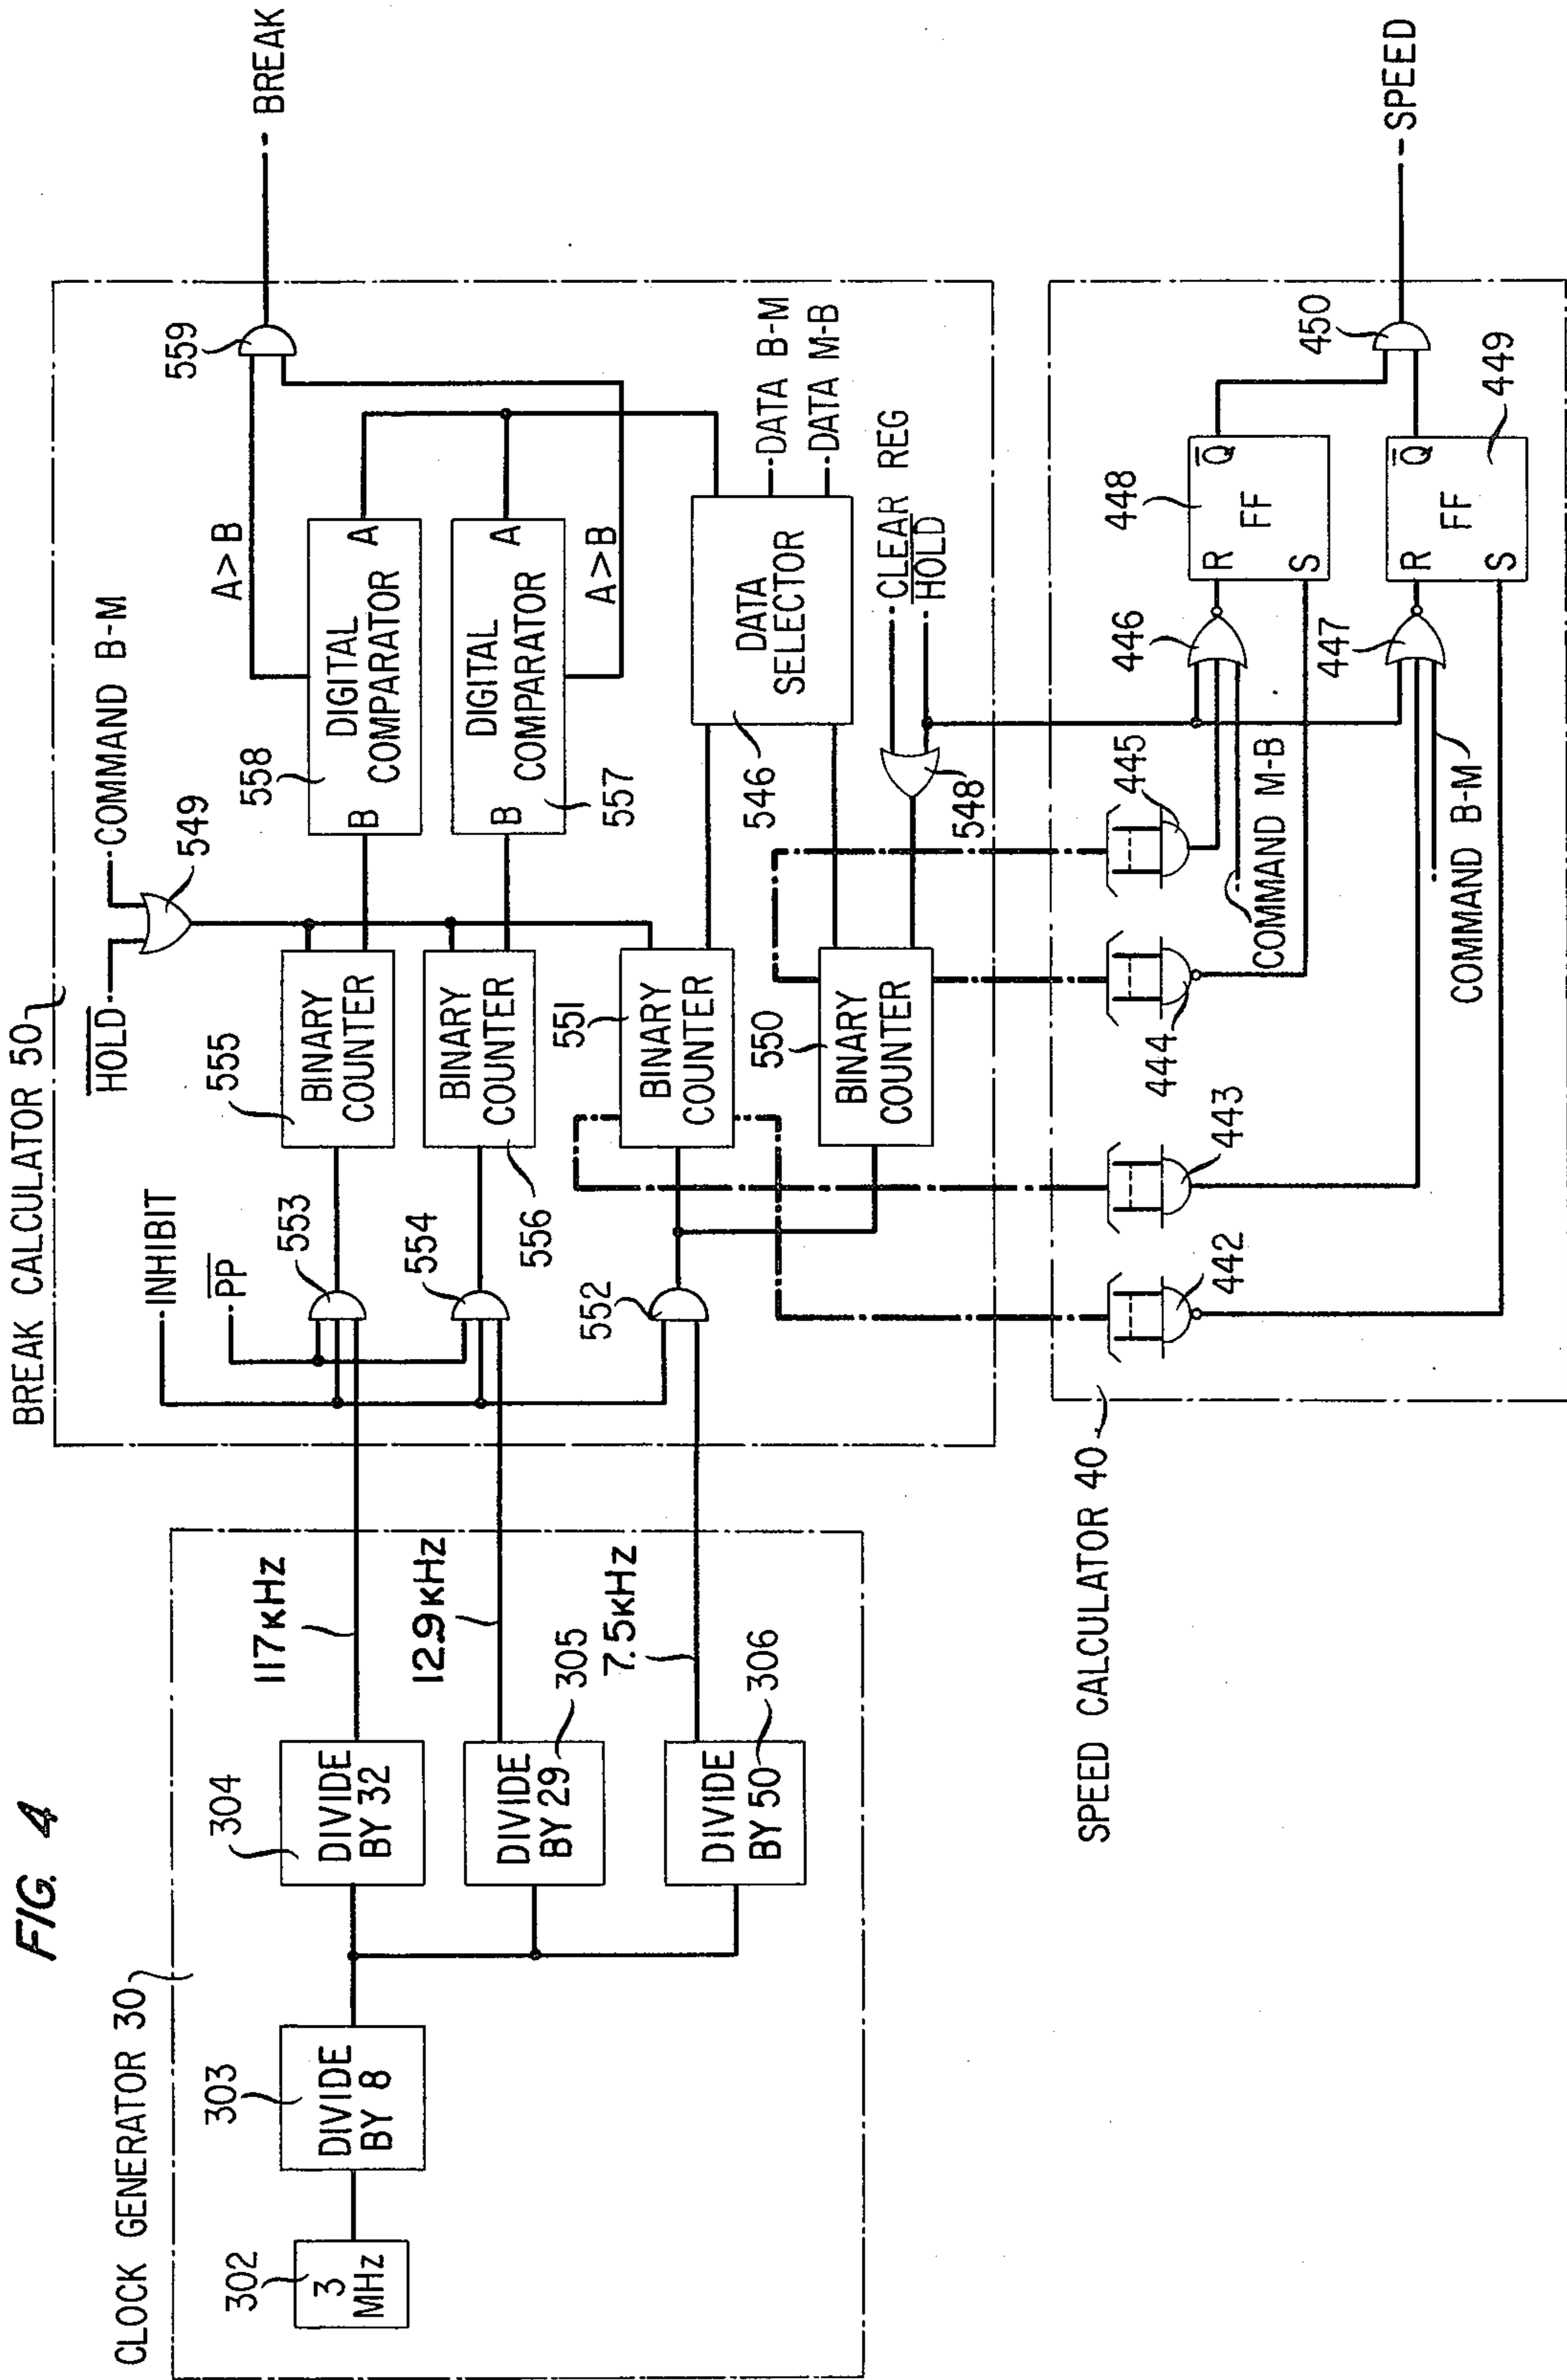 FIG. 4
CLOCK GENERATOR 30
302
3
MHz
303
DIVIDE
BY 8
304
DIVIDE
BY 32
DIVIDE
BY 29
305
DIVIDE
BY 50
306
117KHz
12.9KHz
7.5KHz
BREAK CALCULATOR 50
INHIBIT
PP
553
554
552
HOLD
COMMAND B-M
549
555
BINARY
COUNTER
BINARY
COUNTER
556
551
BINARY
COUNTER
550
BINARY
COUNTER
558
B
DIGITAL
COMPARATOR
A
B
DIGITAL
COMPARATOR
A
557
A>B
A>B
559
BREAK
546
DATA
SELECTOR
DATA B-M
DATA M-B
CLEAR REG
HOLD
548
SPEED CALCULATOR 40
442
443
444
445
COMMAND M-B
COMMAND B-M
446
447
448
R
S
FF
Q
R
S
FF
Q
449
450
SPEED